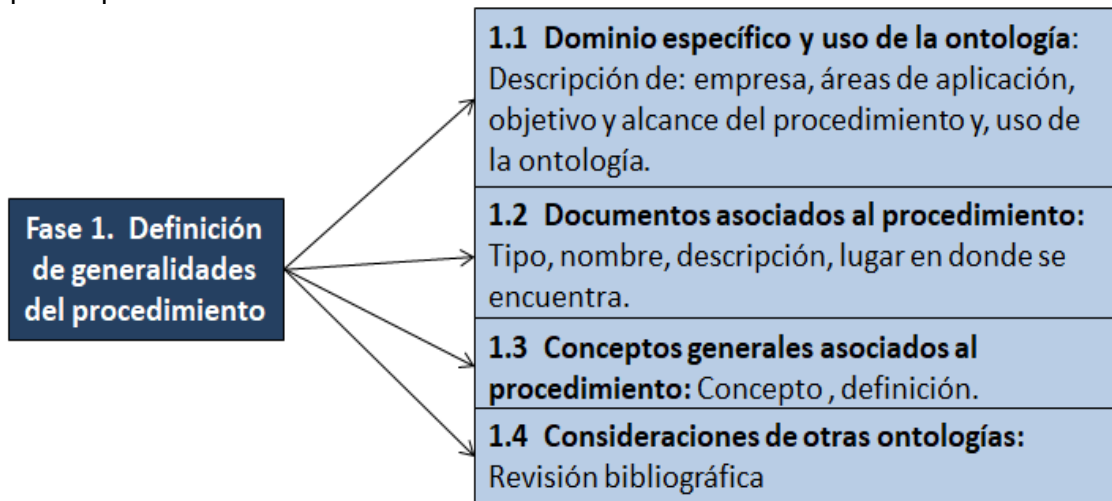 Fase 1.  Definición
de generalidades
del procedimiento
1.1  Dominio específico y uso de la ontología:
Descripción de: empresa, áreas de aplicación,
objetivo y alcance del procedimiento y, uso de
la ontología.
1.2  Documentos asociados al procedimiento:
Tipo, nombre, descripción, lugar en donde se
encuentra.
1.3  Conceptos generales asociados al
procedimiento: Concepto , definición.
1.4  Consideraciones de otras ontologías:
Revisión bibliográfica